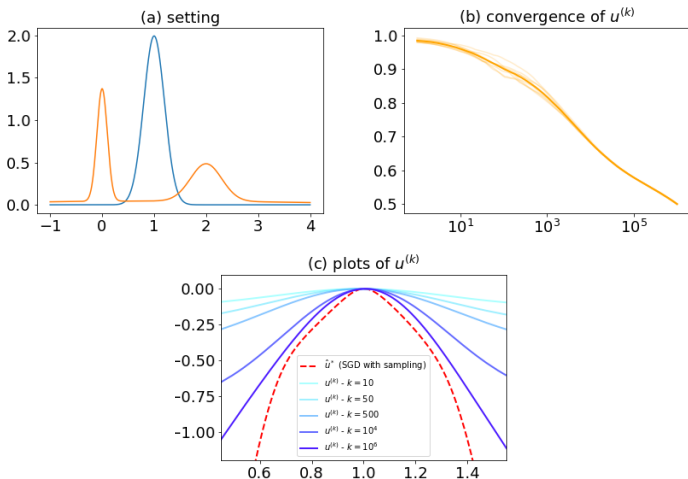 (a) setting
2.0
1.5
1.0
0.5
0.0
−1 0 1 2 3 4
(b) convergence of u^(k)
1.0
0.9
0.8
0.7
0.6
0.5
10^1 10^3 10^5
(c) plots of u^(k)
0.00
−0.25
−0.50
−0.75
−1.00
û* (SGD with sampling)
u^(k) - k = 10
u^(k) - k = 50
u^(k) - k = 500
u^(k) - k = 10^4
u^(k) - k = 10^6
0.6 0.8 1.0 1.2 1.4